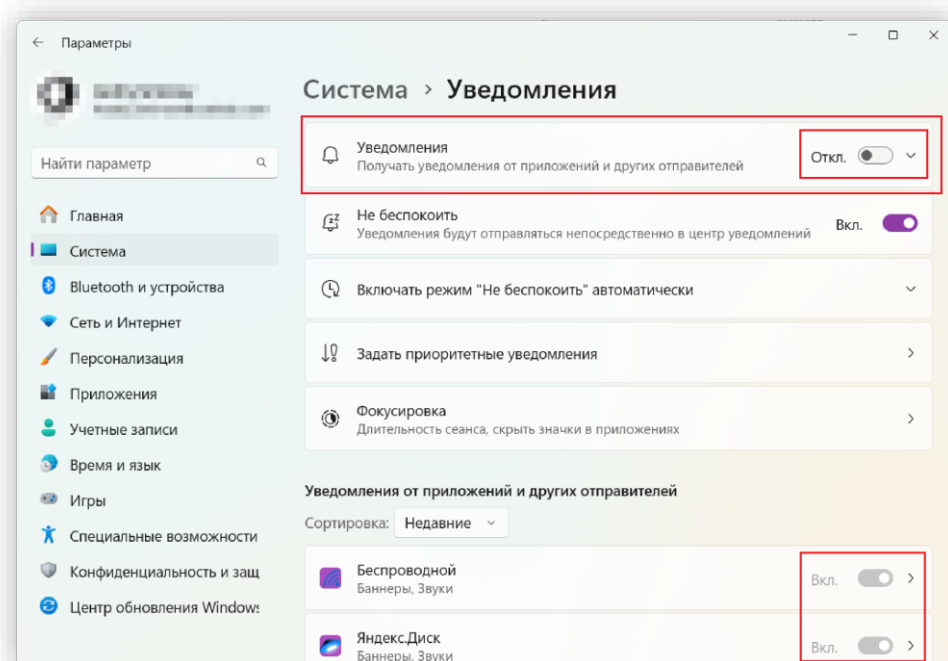 Параметры
Найти параметр
Главная
Система
Bluetooth и устройства
Сеть и Интернет
Персонализация
Приложения
Учетные записи
Время и язык
Игры
Специальные возможности
Конфиденциальность и защ
Центр обновления Window
Система > Уведомления
Уведомления
Получать уведомления от приложений и других отправителей
Откл.
Не беспокоить
Уведомления будут отправляться непосредственно в центр уведомлений
Вкл.
Включать режим "Не беспокоить" автоматически
Задать приоритетные уведомления
Фокусировка
Длительность сеанса, скрыть значки в приложениях
Уведомления от приложений и других отправителей
Сортировка: Недавние
Беспроводной
Баннеры, Звуки
Вкл.
Яндекс.Диск
Баннеры, Звуки
Вкл.